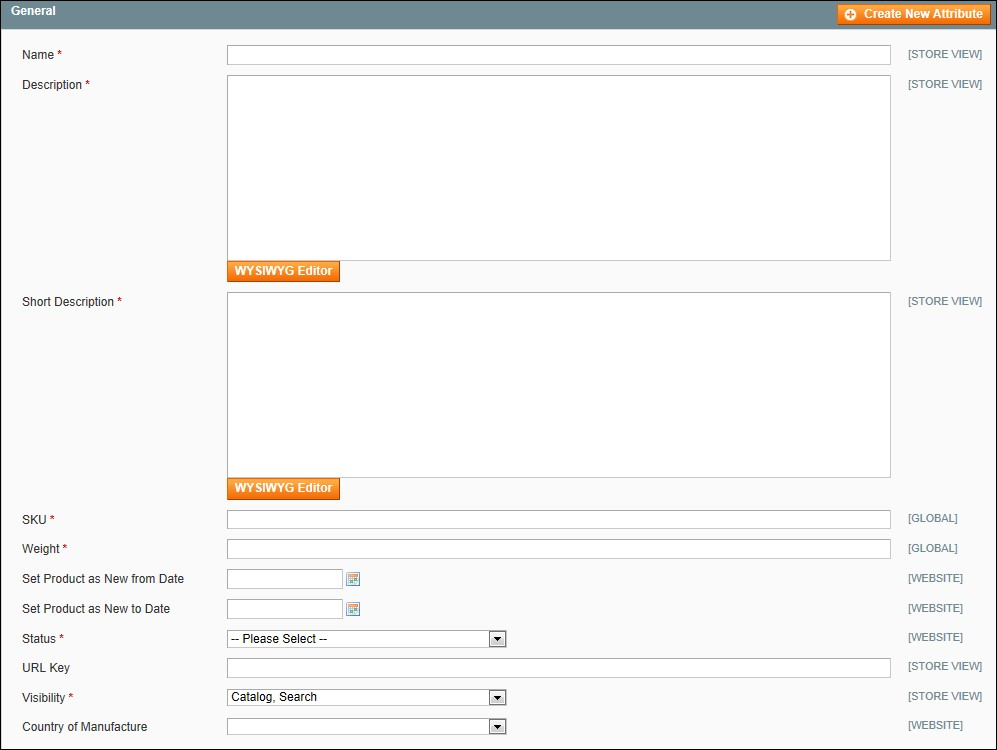 General
Create New Attribute
Name * [STORE VIEW]
Description * [STORE VIEW]
WYSIWYG Editor
Short Description * [STORE VIEW]
WYSIWYG Editor
SKU * [GLOBAL]
Weight * [GLOBAL]
Set Product as New from Date [WEBSITE]
Set Product as New to Date [WEBSITE]
Status * -- Please Select -- [WEBSITE]
URL Key [STORE VIEW]
Visibility * Catalog, Search [STORE VIEW]
Country of Manufacture [WEBSITE]